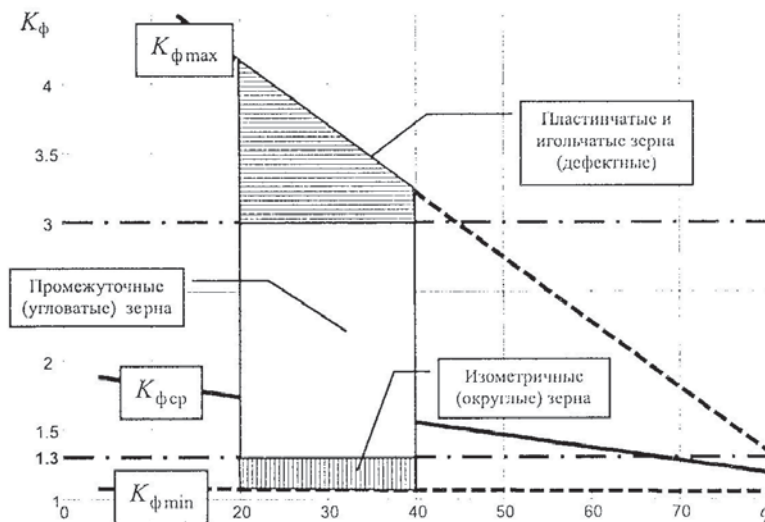 Kф
Kф max
4
Пластинчатые и
игольчатые зерна
(дефектные)
3.5
3
Промежуточные
(угловатые) зерна
2
Kф ср
Изометричные
(округлые) зерна
1.5
1.3
Kф min
1
0
20
30
40
50
60
70
80